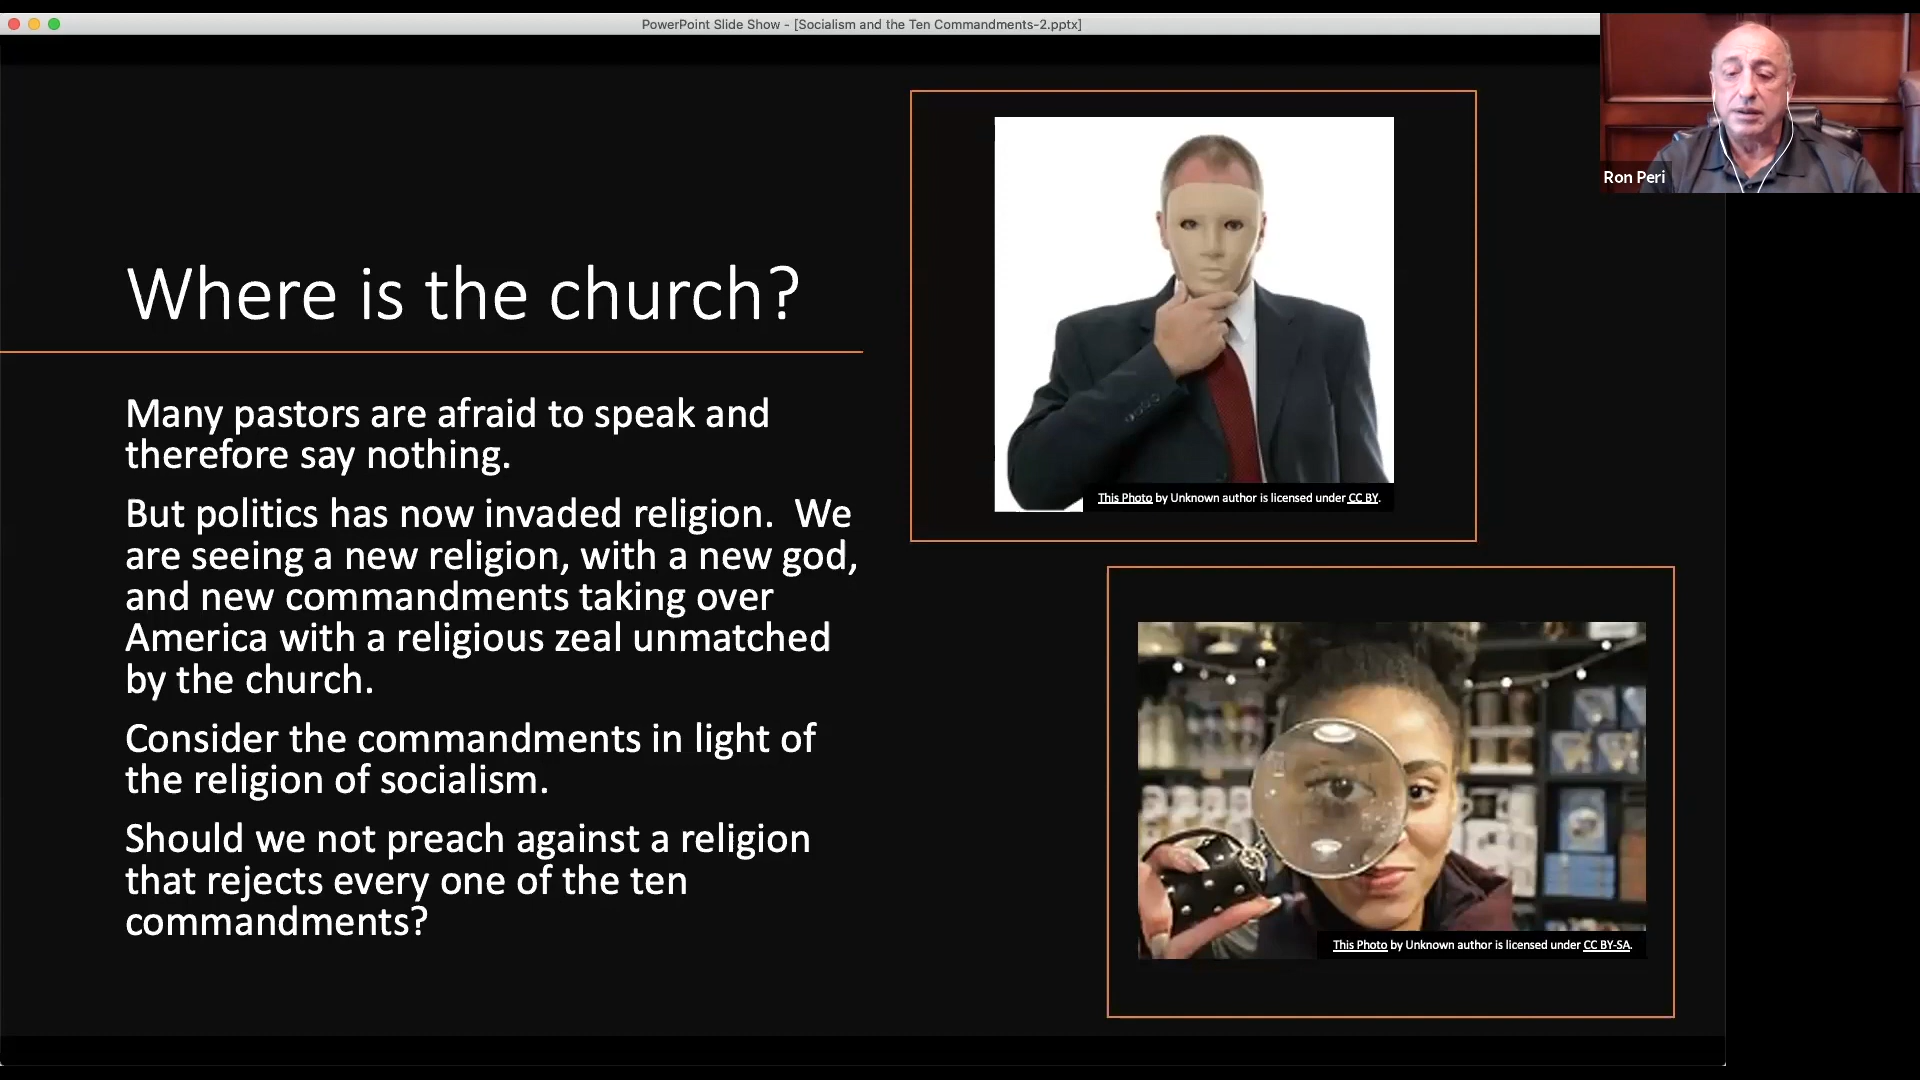 PowerPoint Slide Show - [Socialism and the Ten Commandments-2.pptx]
Ron Peri
Where is the church?
Many pastors are afraid to speak and
therefore say nothing.
But politics has now invaded religion.  We
are seeing a new religion, with a new god,
and new commandments taking over
America with a religious zeal unmatched
by the church.
Consider the commandments in light of
the religion of socialism.
Should we not preach against a religion
that rejects every one of the ten
commandments?
This Photo by Unknown author is licensed under CC BY.
This Photo by Unknown author is licensed under CC BY-SA.